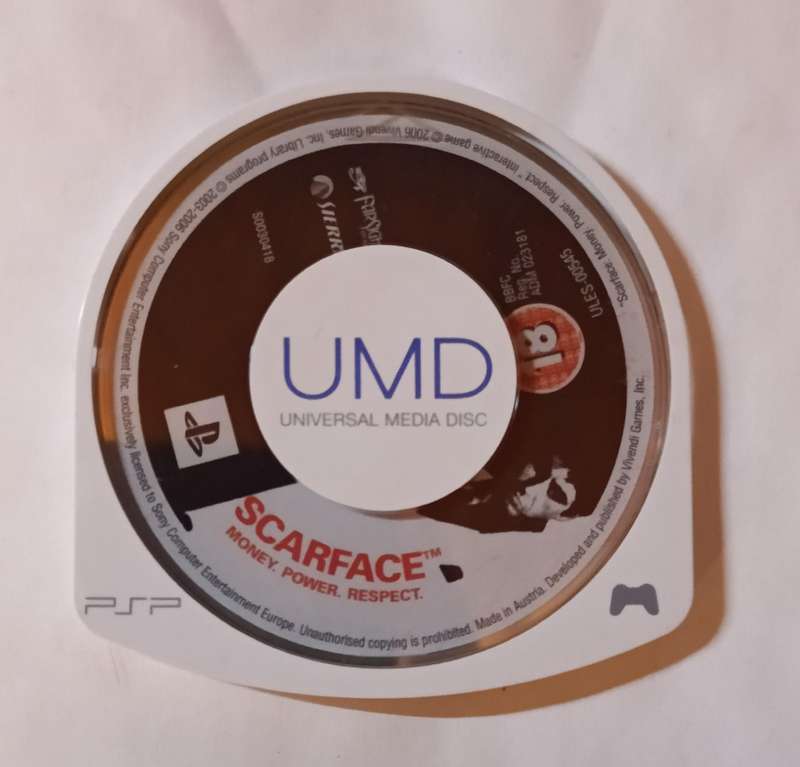 UMD
UNIVERSAL MEDIA DISC
SCARFACE™
MONEY. POWER. RESPECT.
PSP
18
BBFC
Reg. No.
ADM 023181
ULES-00545
SIERRA
S0030418
"Scarface Money. Power. Respect." Interactive game © 2006 Vivendi Games, Inc. Library programs © 2003-2006 Sony Computer Entertainment Inc. exclusively licensed to Sony Computer Entertainment Europe. Unauthorised copying is prohibited. Made in Austria. Developed and published by Vivendi Games, Inc.